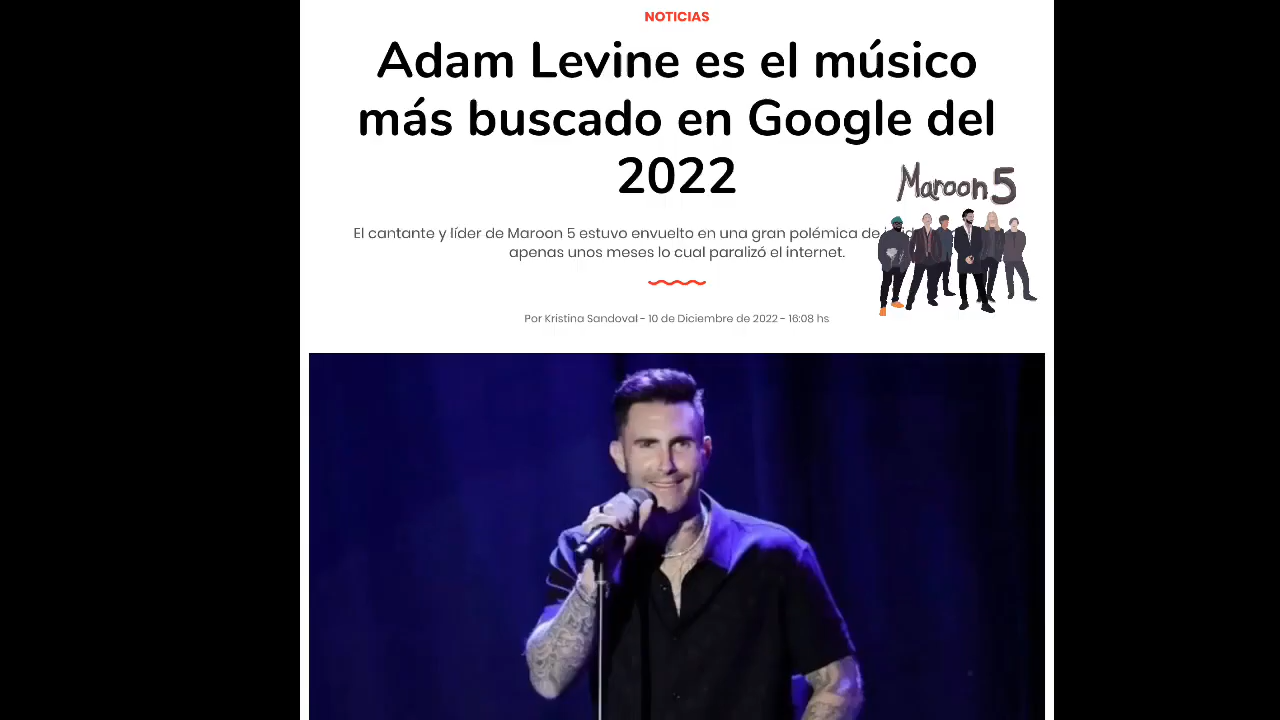 NOTICIAS
Adam Levine es el músico
más buscado en Google del
2022
Maroon 5
El cantante y líder de Maroon 5 estuvo envuelto en una gran polémica de
apenas unos meses lo cual paralizó el internet.
Por Kristina Sandoval - 10 de Diciembre de 2022 - 16:08 hs